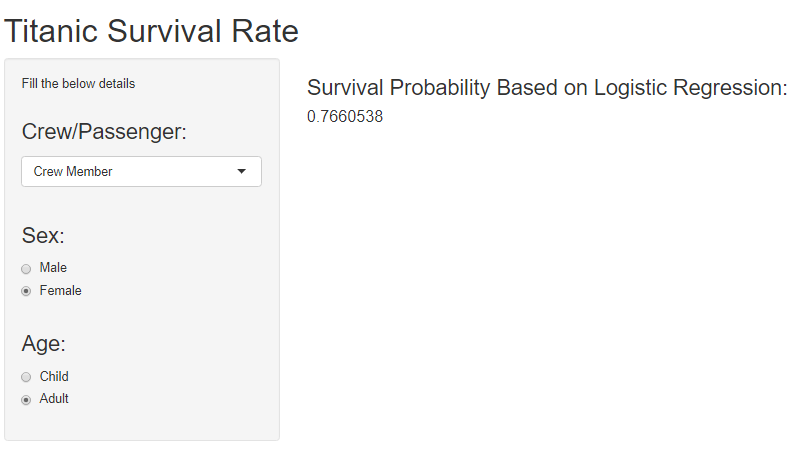 Titanic Survival Rate
Fill the below details
Crew/Passenger:
Crew Member
Sex:
Male
Female
Age:
Child
Adult
Survival Probability Based on Logistic Regression:
0.7660538